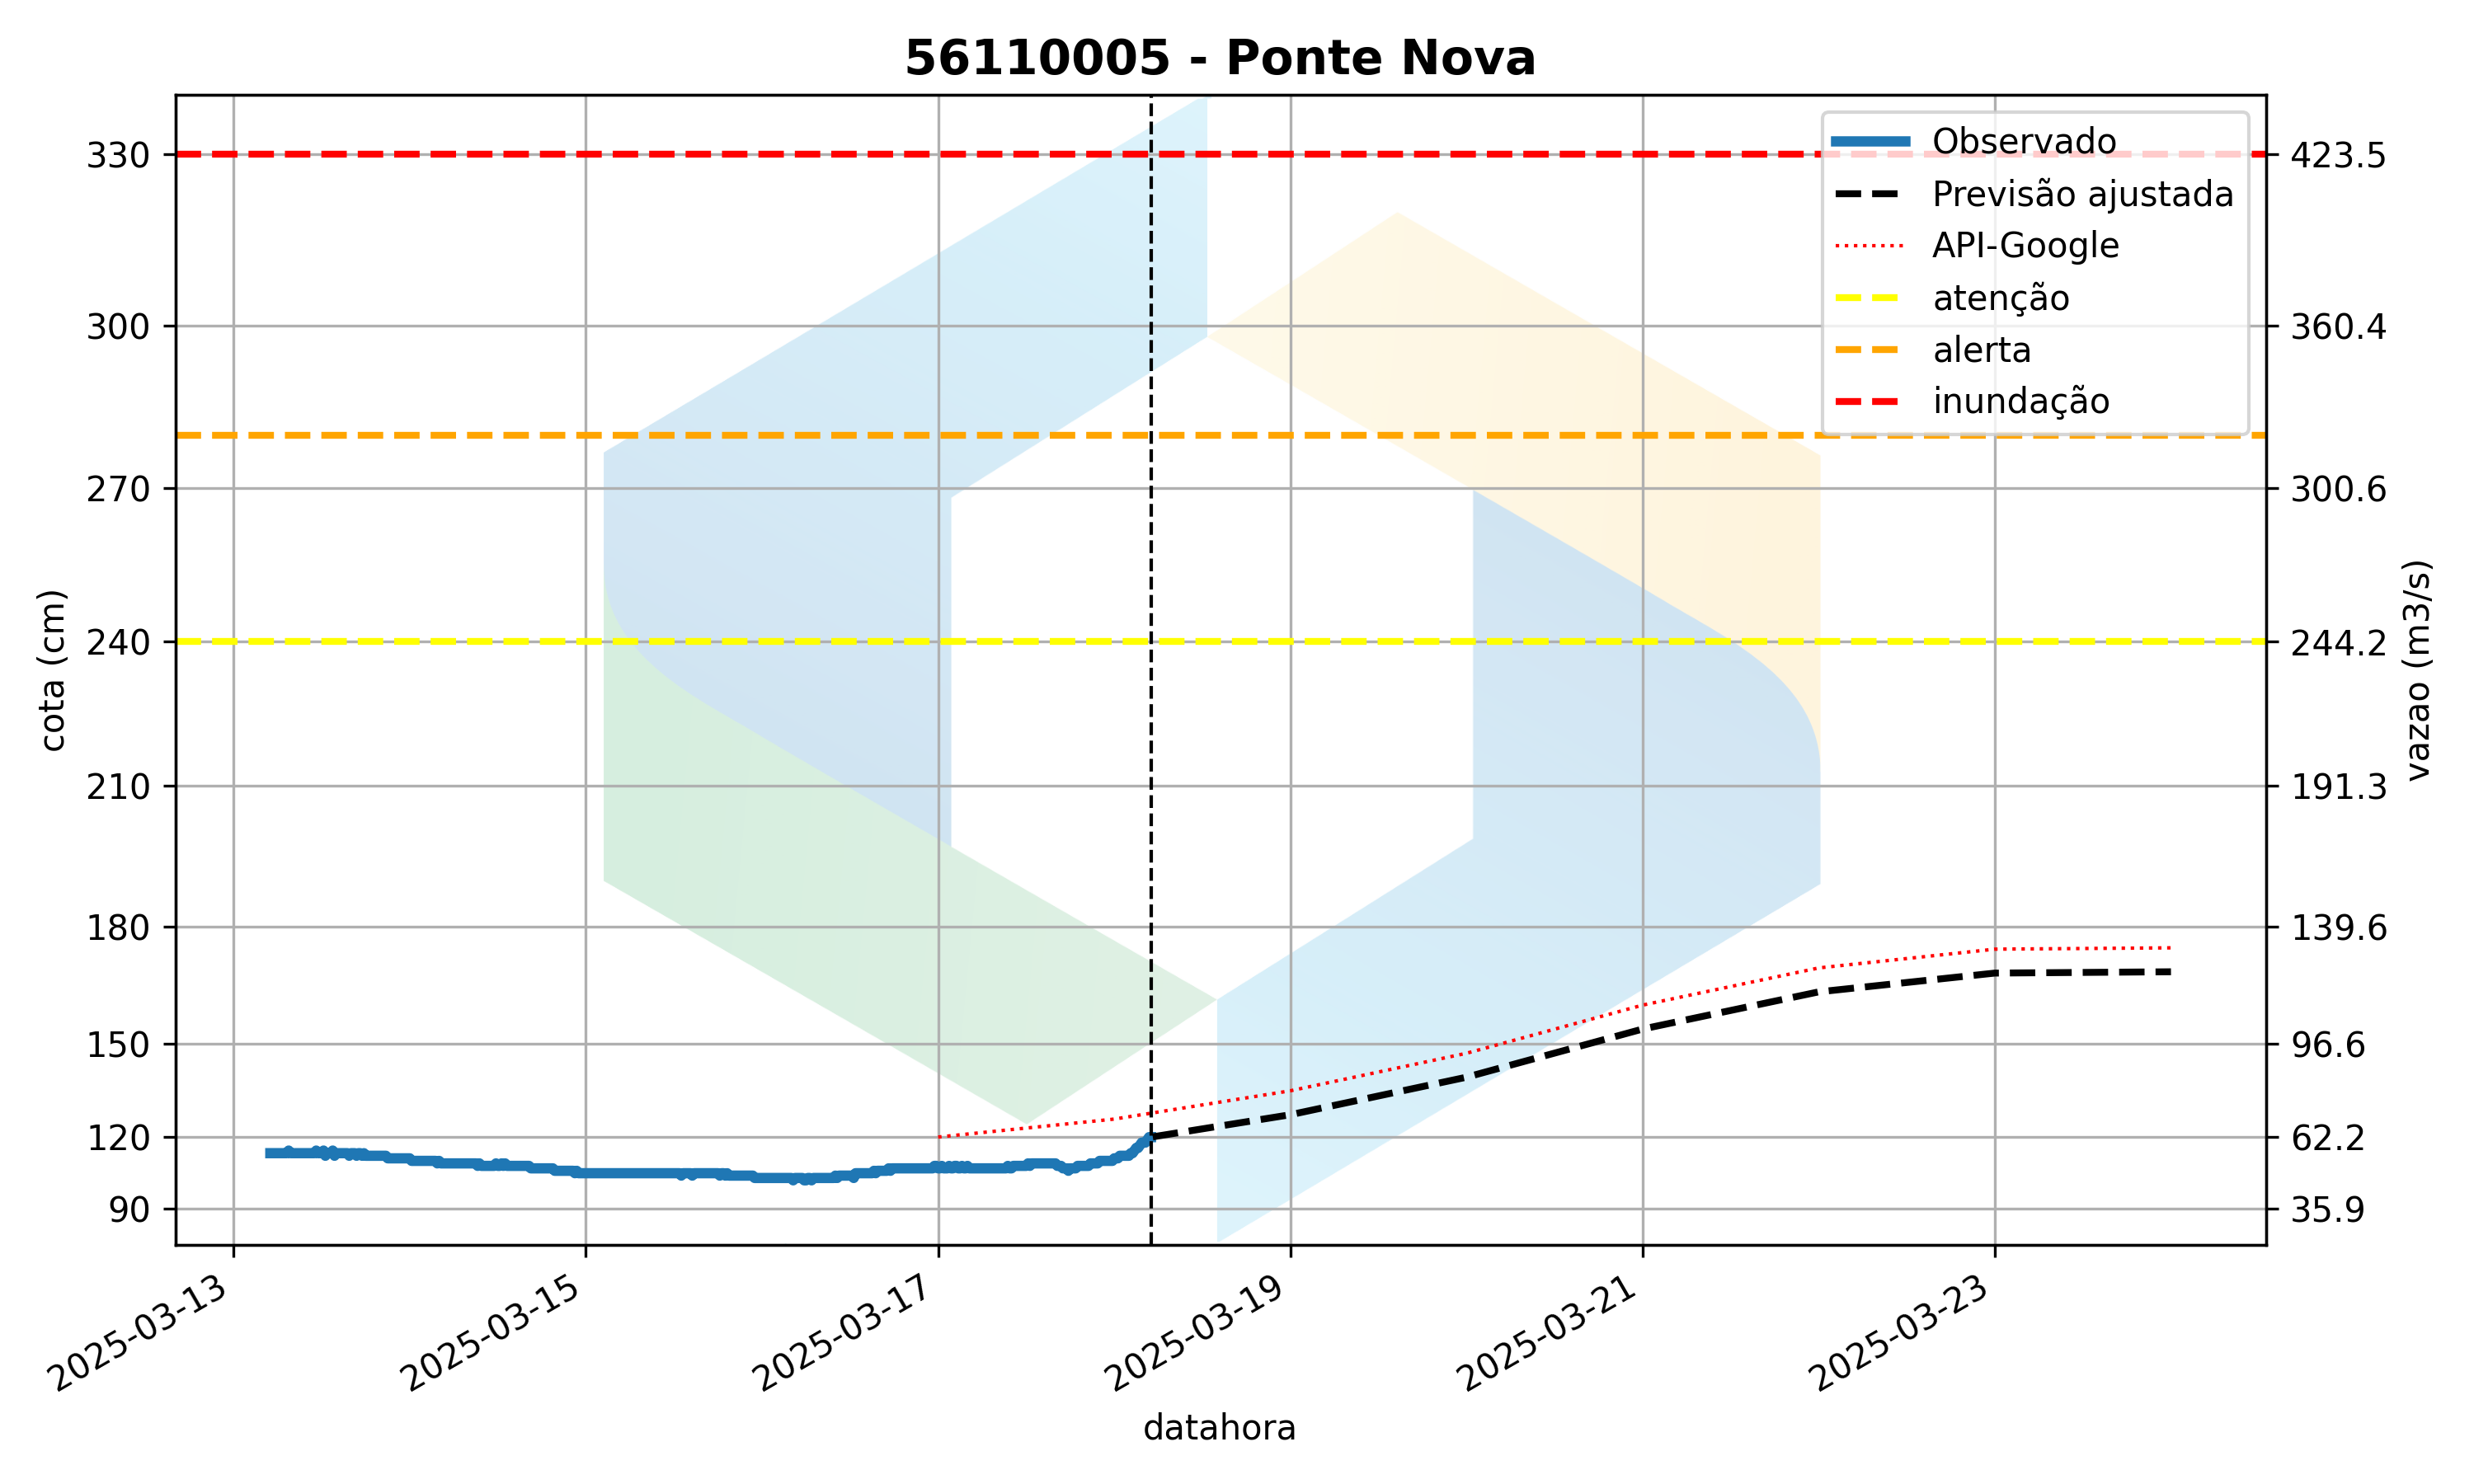 56110005 - Ponte Nova
Observado
Previsão ajustada
API-Google
atenção
alerta
inundação
330
300
270
240
210
180
150
120
90
cota (cm)
423.5
360.4
300.6
244.2
191.3
139.6
96.6
62.2
35.9
vazao (m3/s)
2025-03-13
2025-03-15
2025-03-17
2025-03-19
2025-03-21
2025-03-23
datahora